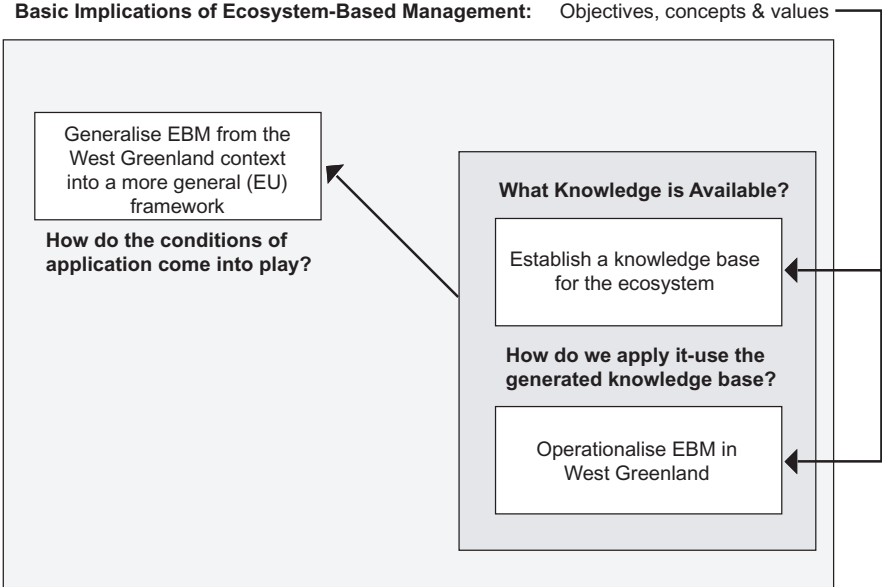 Basic Implications of Ecosystem-Based Management: Objectives, concepts & values
Generalise EBM from the
West Greenland context
into a more general (EU)
framework
How do the conditions of
application come into play?
What Knowledge is Available?
Establish a knowledge base
for the ecosystem
How do we apply it-use the
generated knowledge base?
Operationalise EBM in
West Greenland